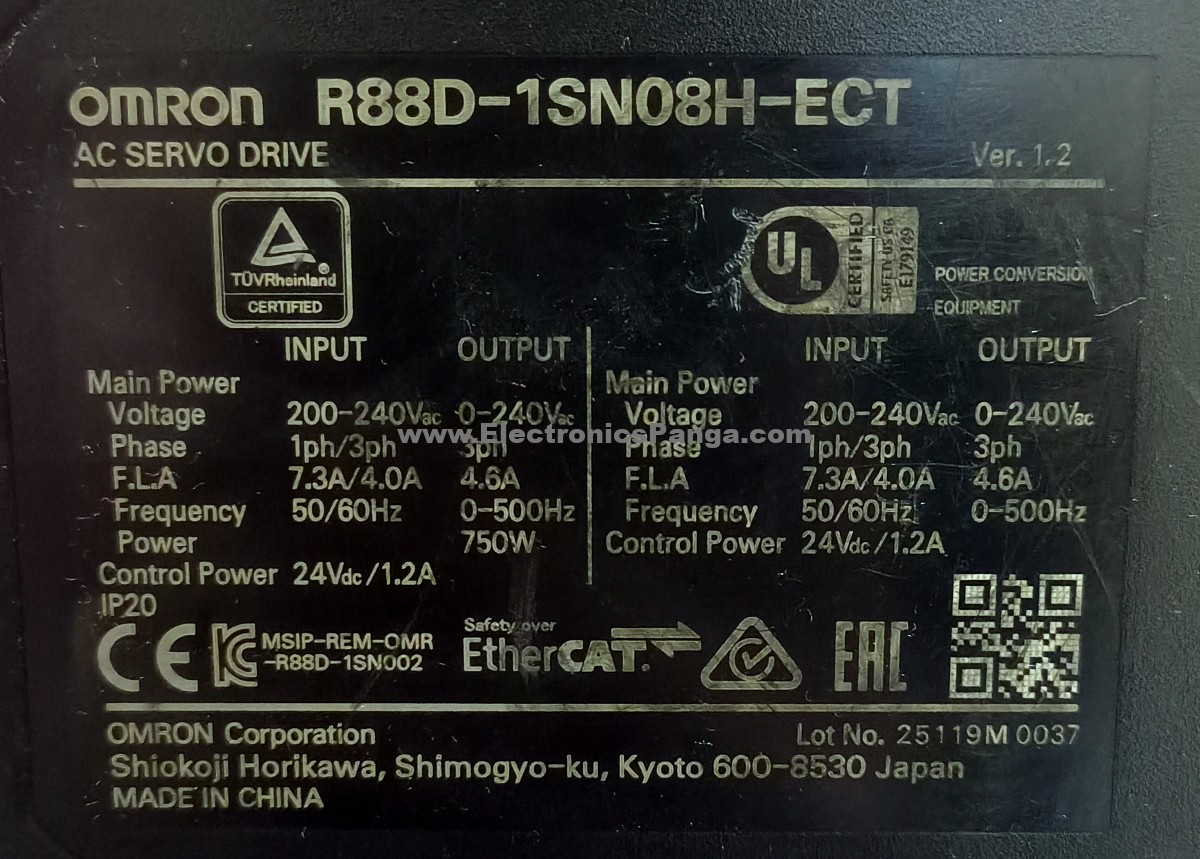 OMRON R88D-1SN08H-ECT
AC SERVO DRIVE Ver. 1.2
TÜVRheinland®
CERTIFIED
UL CERTIFIED SAFETY US CA E179149
POWER CONVERSION
EQUIPMENT
INPUT OUTPUT
Main Power
Voltage 200-240Vac 0-240Vac
Phase 1ph/3ph 3ph
F.L.A 7.3A/4.0A 4.6A
Frequency 50/60Hz 0-500Hz
Power 750W
Control Power 24Vdc/1.2A
IP20
INPUT OUTPUT
Main Power
Voltage 200-240Vac 0-240Vac
Phase 1ph/3ph 3ph
F.L.A 7.3A/4.0A 4.6A
Frequency 50/60Hz 0-500Hz
Control Power 24Vdc/1.2A
www.ElectroniosPanga.com
CE KC MSIP-REM-OMR
-R88D-1SN002
Safety over
EtherCAT.
EAC
OMRON Corporation Lot No. 25119M 0037
Shiokoji Horikawa, Shimogyo-ku, Kyoto 600-8530 Japan
MADE IN CHINA